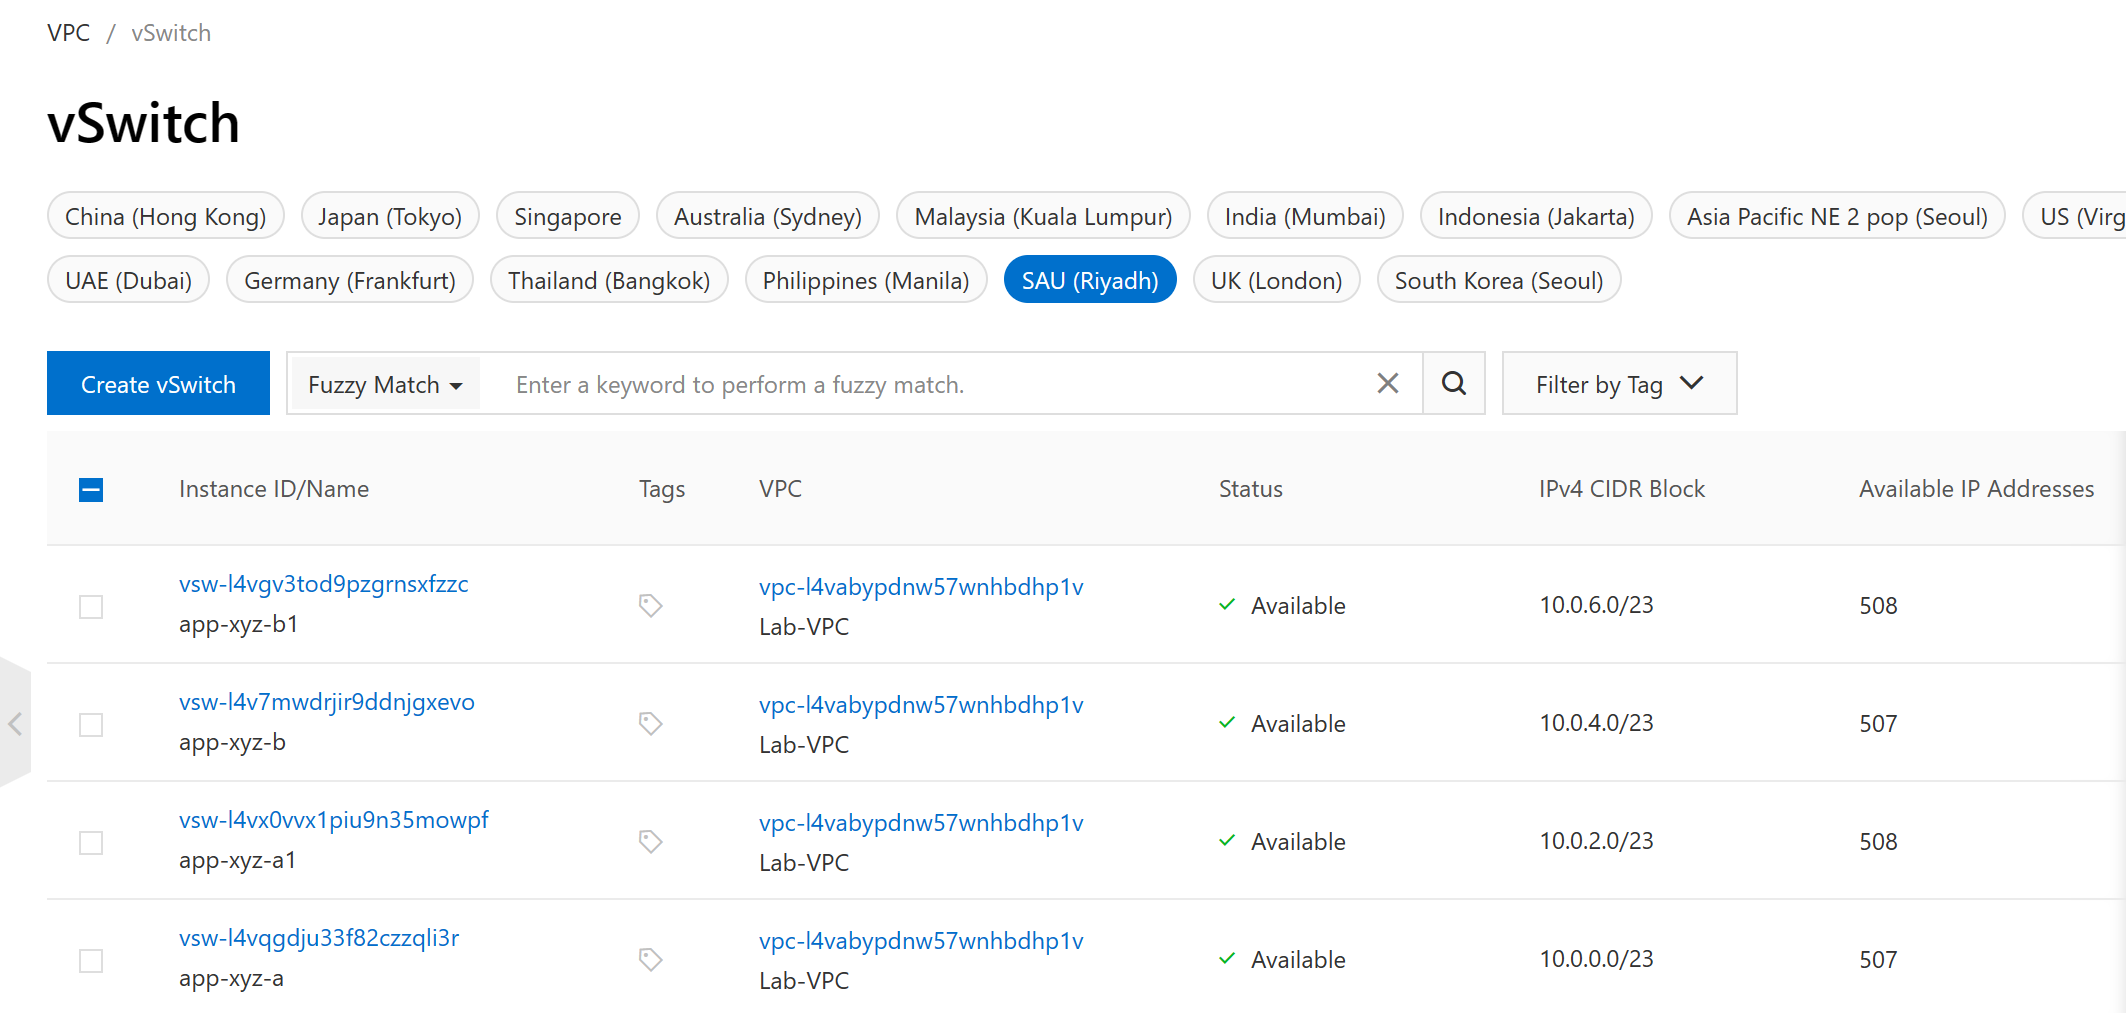 VPC / vSwitch
vSwitch
China (Hong Kong) Japan (Tokyo) Singapore Australia (Sydney) Malaysia (Kuala Lumpur) India (Mumbai) Indonesia (Jakarta) Asia Pacific NE 2 pop (Seoul) US (Virg
UAE (Dubai) Germany (Frankfurt) Thailand (Bangkok) Philippines (Manila) SAU (Riyadh) UK (London) South Korea (Seoul)
Create vSwitch Fuzzy Match Enter a keyword to perform a fuzzy match. Filter by Tag
Instance ID/Name Tags VPC Status IPv4 CIDR Block Available IP Addresses
vsw-l4vgv3tod9pzgrnsxfzzc vpc-l4vabypdnw57wnhbdhp1v Available 10.0.6.0/23 508
app-xyz-b1 Lab-VPC
vsw-l4v7mwdrjir9ddnjgxevo vpc-l4vabypdnw57wnhbdhp1v Available 10.0.4.0/23 507
app-xyz-b Lab-VPC
vsw-l4vx0vvx1piu9n35mowpf vpc-l4vabypdnw57wnhbdhp1v Available 10.0.2.0/23 508
app-xyz-a1 Lab-VPC
vsw-l4vqgdju33f82czzqli3r vpc-l4vabypdnw57wnhbdhp1v Available 10.0.0.0/23 507
app-xyz-a Lab-VPC